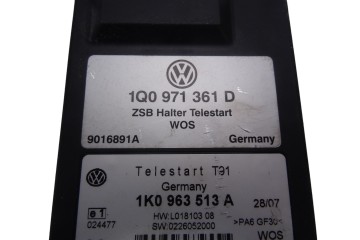 1Q0 971 361 D
ZSB Halter Telestart
WOS
9016891A Germany
Telestart T91
Germany
1K0 963 513 A
e1 HW:L018103 08 28/07
024477 SW:0226052000 >PA6 GF30<
WOS